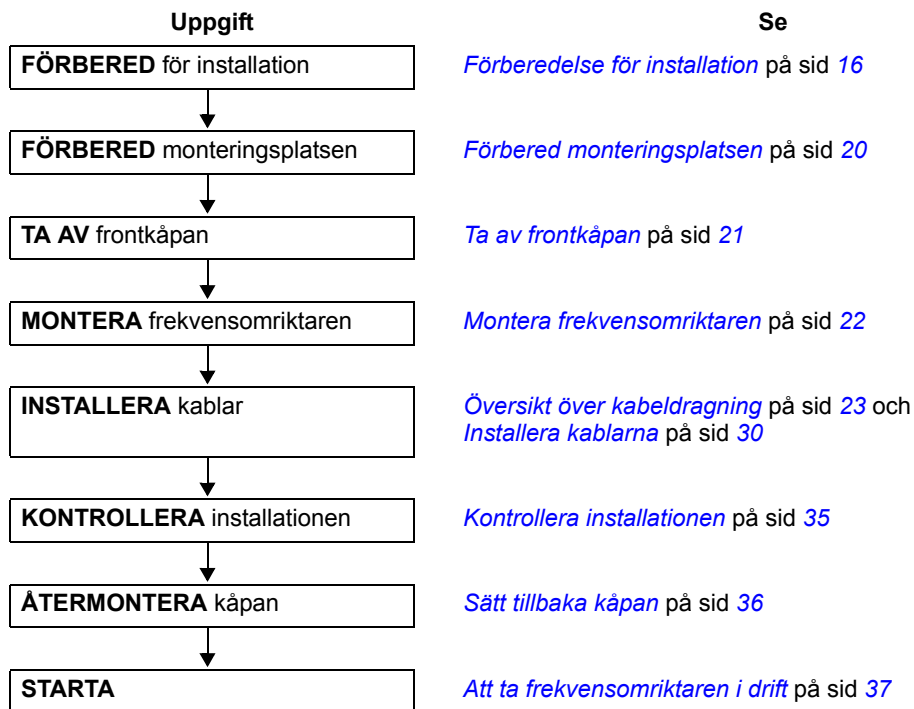 Uppgift Se
FÖRBERED för installation Förberedelse för installation på sid 16
FÖRBERED monteringsplatsen Förbered monteringsplatsen på sid 20
TA AV frontkåpan Ta av frontkåpan på sid 21
MONTERA frekvensomriktaren Montera frekvensomriktaren på sid 22
INSTALLERA kablar Översikt över kabeldragning på sid 23 och
Installera kablarna på sid 30
KONTROLLERA installationen Kontrollera installationen på sid 35
ÅTERMONTERA kåpan Sätt tillbaka kåpan på sid 36
STARTA Att ta frekvensomriktaren i drift på sid 37